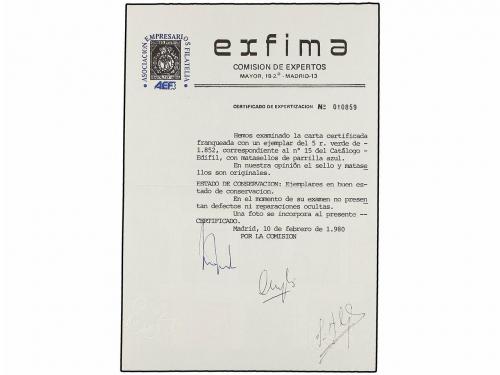 ASOCIACION EMPRESARIOS FILATELIA
AEF
exfima
COMISION DE EXPERTOS
MAYOR, 19 2.º - MADRID-13
CERTIFICADO DE EXPERTIZACION Nº 010859
Hemos examinado la carta certificada
franqueada con un ejemplar del 5 r. verde de -
1.852, correspondiente al nº 15 del Catálogo -
Edifil, con matasellos de parrilla azul.
En nuestra opinión el sello y matase
llos son originales.
ESTADO DE CONSERVACION: Ejemplares en buen es-
tado de conservacion.
En el momento de su examen no presen
tan defectos ni reparaciones ocultas.
Una foto se incorpora al presente --
CERTIFICADO.
Madrid, 10 de febrero de 1.980
POR LA COMISION